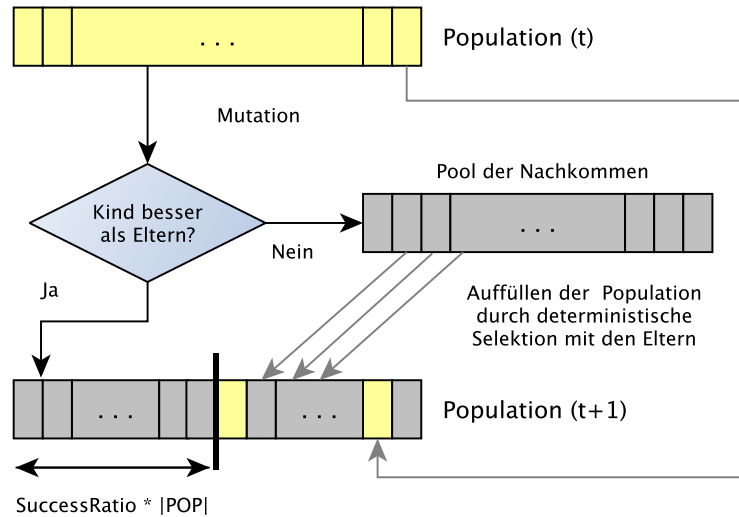 . . .
Population (t)
Mutation
Pool der Nachkommen
Kind besser
als Eltern?
. . .
Nein
Ja
Auffüllen der Population
durch deterministische
Selektion mit den Eltern
. . .
. . .
Population (t+1)
SuccessRatio * |POP|